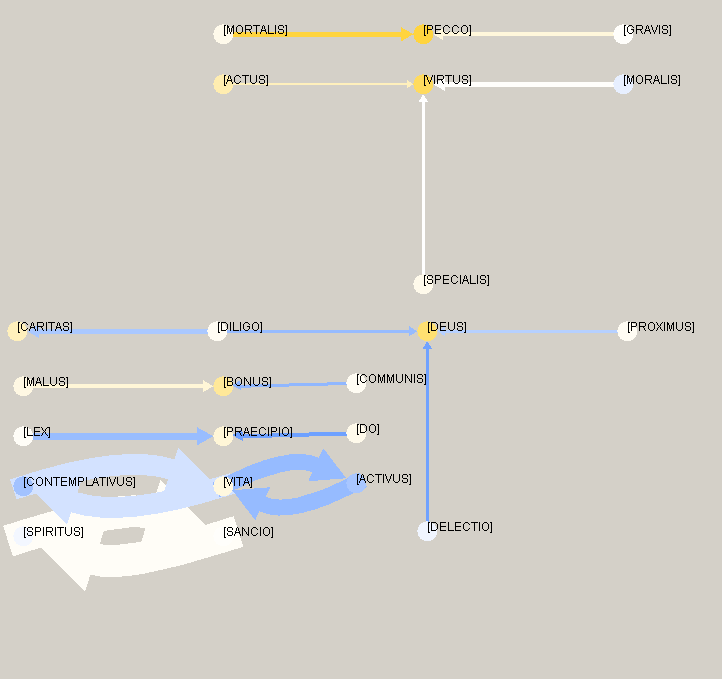 [MORTALIS] [PECCO] [GRAVIS]
[ACTUS] [VIRTUS] [MORALIS]
[SPECIALIS]
[CARITAS] [DILIGO] [DEUS] [PROXIMUS]
[MALUS] [BONUS] [COMMUNIS]
[LEX] [PRAECIPIO] [DO]
[CONTEMPLATIVUS] [VITA] [ACTIVUS]
[SPIRITUS] [SANCIO] [DELECTIO]